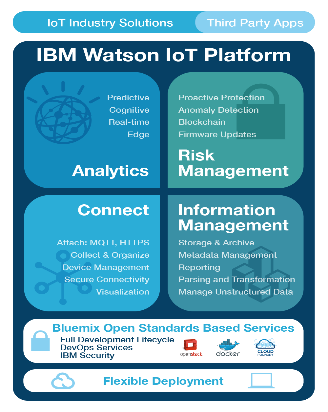 IoT Industry Solutions
Third Party Apps
IBM Watson IoT Platform
Predictive
Cognitive
Real-time
Edge
Analytics
Proactive Protection
Anomaly Detection
Blockchain
Firmware Updates
Risk
Management
Connect
Attach: MQTT, HTTPS
Collect & Organize
Device Management
Secure Connectivity
Visualization
Information
Management
Storage & Archive
Metadata Management
Reporting
Parsing and Transformation
Manage Unstructured Data
Bluemix Open Standards Based Services
Full Development Lifecycle
DevOps Services
IBM Security
openstack
docker
CLOUD
Flexible Deployment